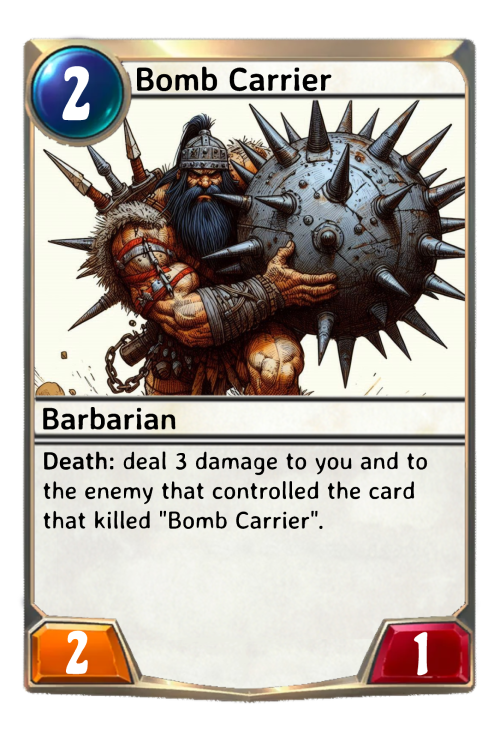 2
Bomb Carrier
Barbarian
Death: deal 3 damage to you and to
the enemy that controlled the card
that killed "Bomb Carrier".
2
1